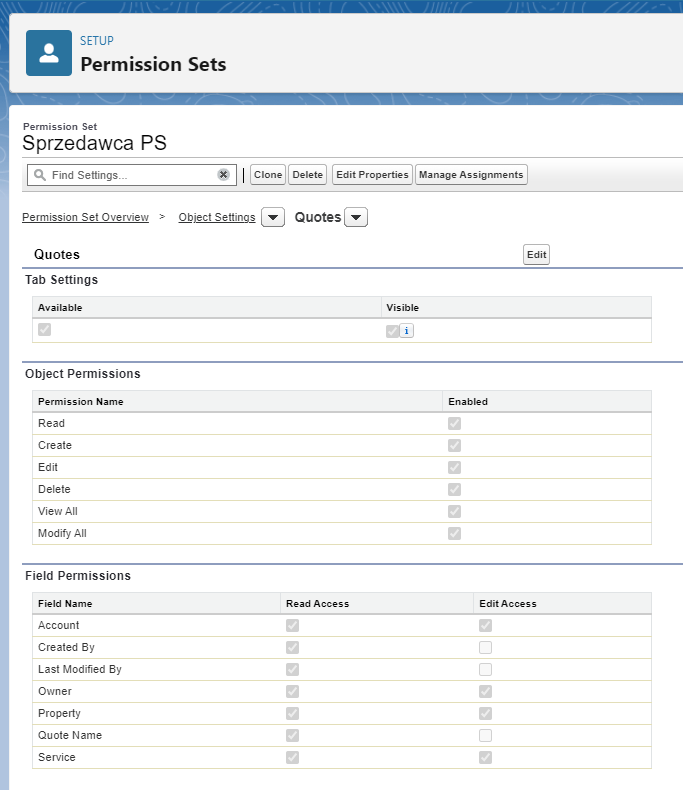 SETUP
Permission Sets
Permission Set
Sprzedawca PS
Find Settings... Clone Delete Edit Properties Manage Assignments
Permission Set Overview > Object Settings Quotes
Quotes Edit
Tab Settings
Available Visible
i
Object Permissions
Permission Name Enabled
Read
Create
Edit
Delete
View All
Modify All
Field Permissions
Field Name Read Access Edit Access
Account
Created By
Last Modified By
Owner
Property
Quote Name
Service